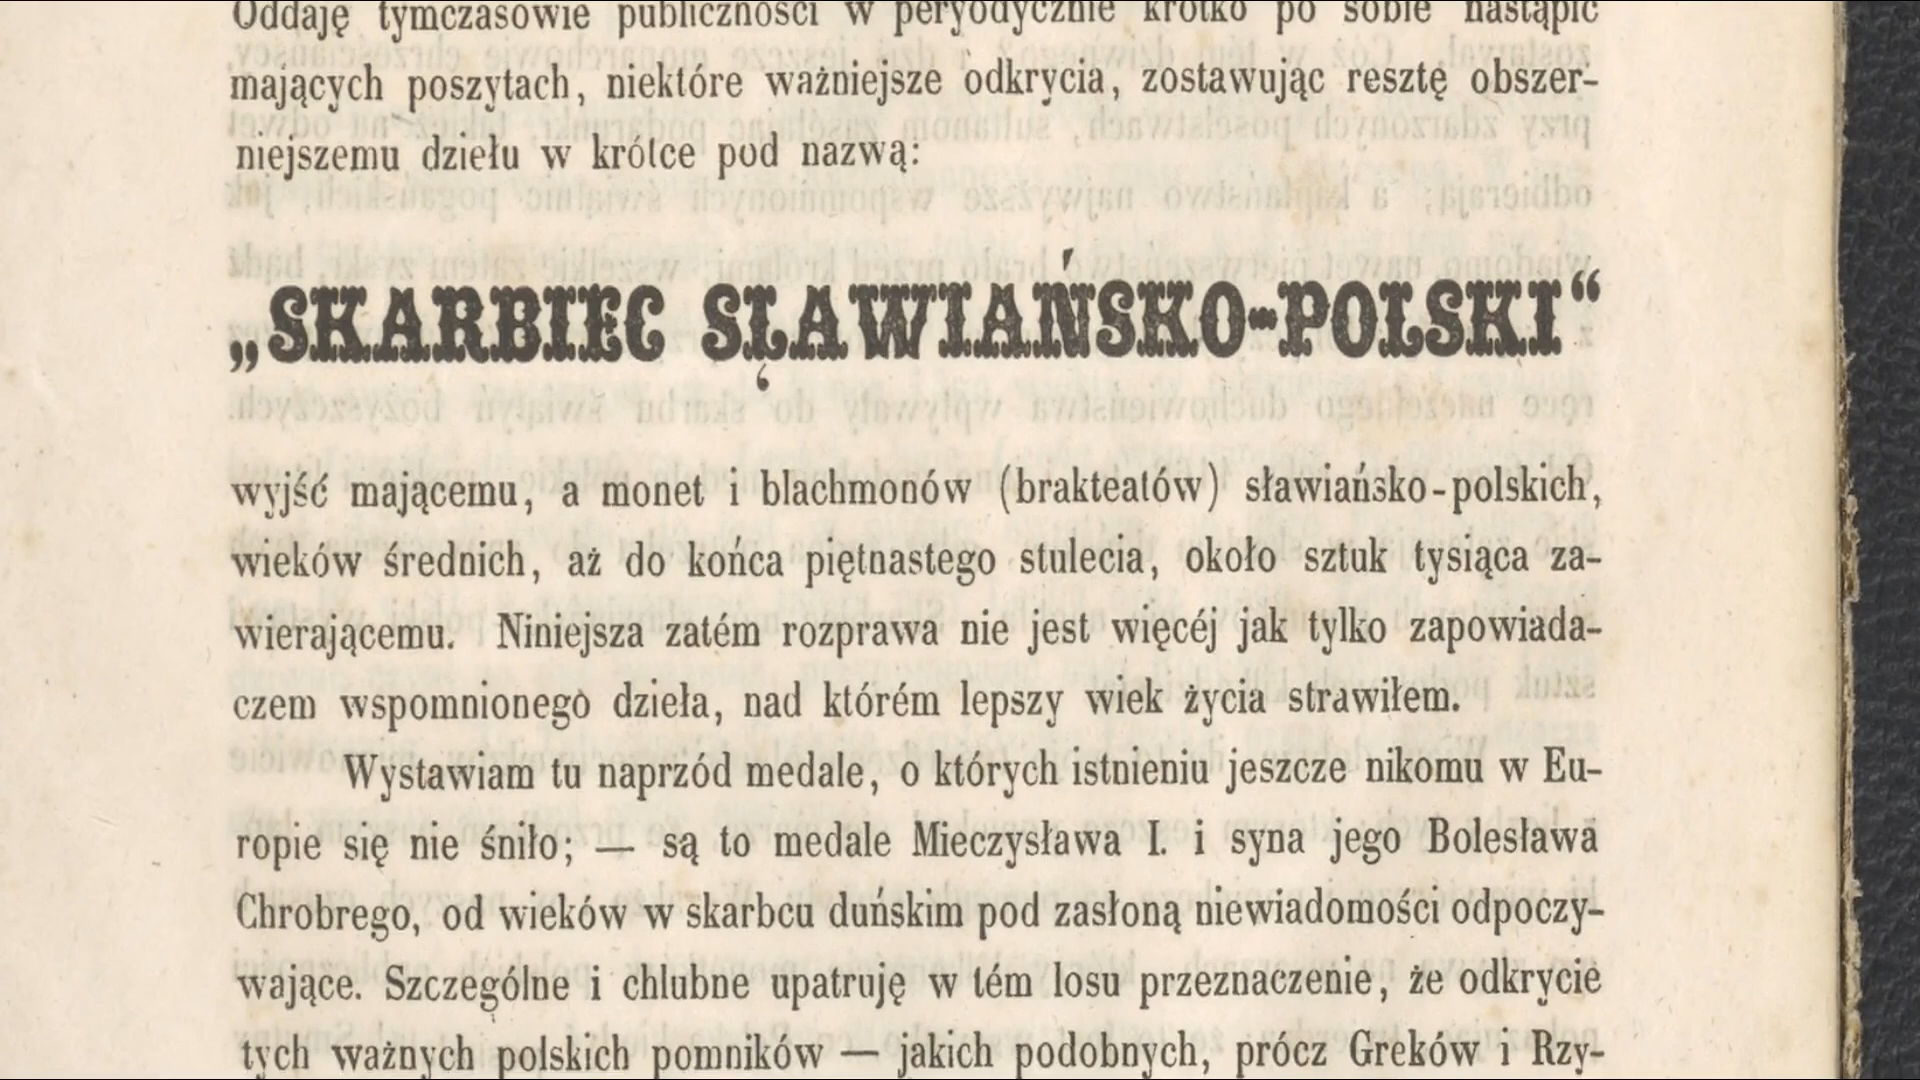 Oddaję tymczasowie publiczności w peryodycznie krótko po sobie nastąpić
mających poszytach, niektóre ważniejsze odkrycia, zostawując resztę obszer-
niejszemu dziełu w krótce pod nazwą:
„SKARBIEC SŁAWIAŃSKO-POLSKI“
wyjść mającemu, a monet i blachmonów (brakteatów) sławiańsko-polskich,
wieków średnich, aż do końca piętnastego stulecia, około sztuk tysiąca za-
wierającemu. Niniejsza zatém rozprawa nie jest więcéj jak tylko zapowiada-
czem wspomnionego dzieła, nad którém lepszy wiek życia strawiłem.
Wystawiam tu naprzód medale, o których istnieniu jeszcze nikomu w Eu-
ropie się nie śniło; — są to medale Mieczysława I. i syna jego Bolesława
Chrobrego, od wieków w skarbcu duńskim pod zasłoną niewiadomości odpoczy-
wające. Szczególne i chlubne upatruję w tém losu przeznaczenie, że odkrycie
tych ważnych polskich pomników — jakich podobnych, prócz Greków i Rzy-